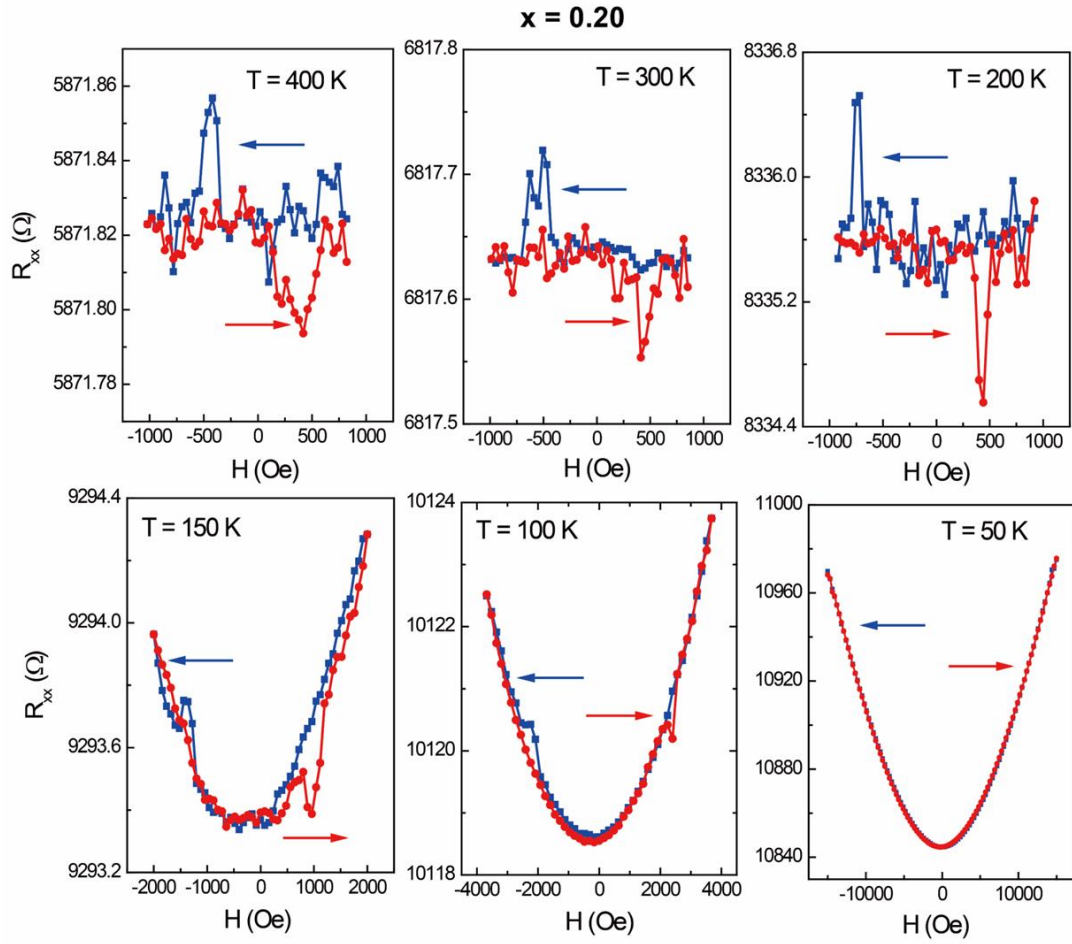 x = 0.20
T = 400 K
5871.86
5871.84
5871.82
5871.80
5871.78
R_xx (Ω)
-1000 -500 0 500 1000
H (Oe)
T = 300 K
6817.8
6817.7
6817.6
6817.5
-1000 -500 0 500 1000
H (Oe)
T = 200 K
8336.8
8336.0
8335.2
8334.4
-1000 -500 0 500 1000
H (Oe)
T = 150 K
9294.4
9294.0
9293.6
9293.2
R_xx (Ω)
-2000 -1000 0 1000 2000
H (Oe)
T = 100 K
10124
10122
10120
10118
-4000 -2000 0 2000 4000
H (Oe)
T = 50 K
11000
10960
10920
10880
10840
-10000 0 10000
H (Oe)